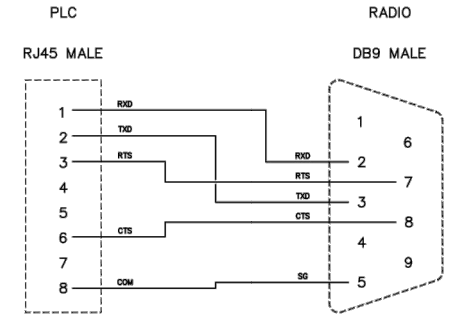 PLC
RADIO
RJ45 MALE
DB9 MALE
1 RXD
2 TXD
3 RTS
4
5
6 CTS
7
8 COM
1
6
RXD 2
RTS 7
TXD 3
CTS 8
4
9
SG 5